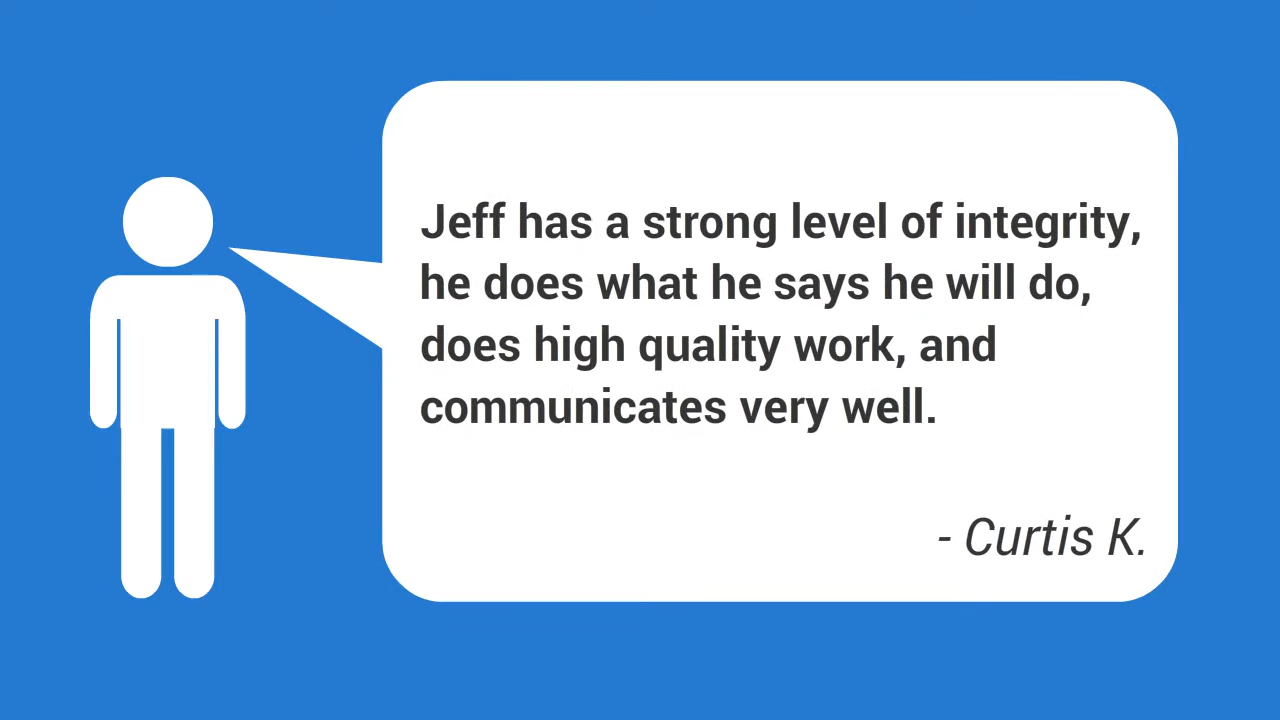 Jeff has a strong level of integrity,
he does what he says he will do,
does high quality work, and
communicates very well.
- Curtis K.